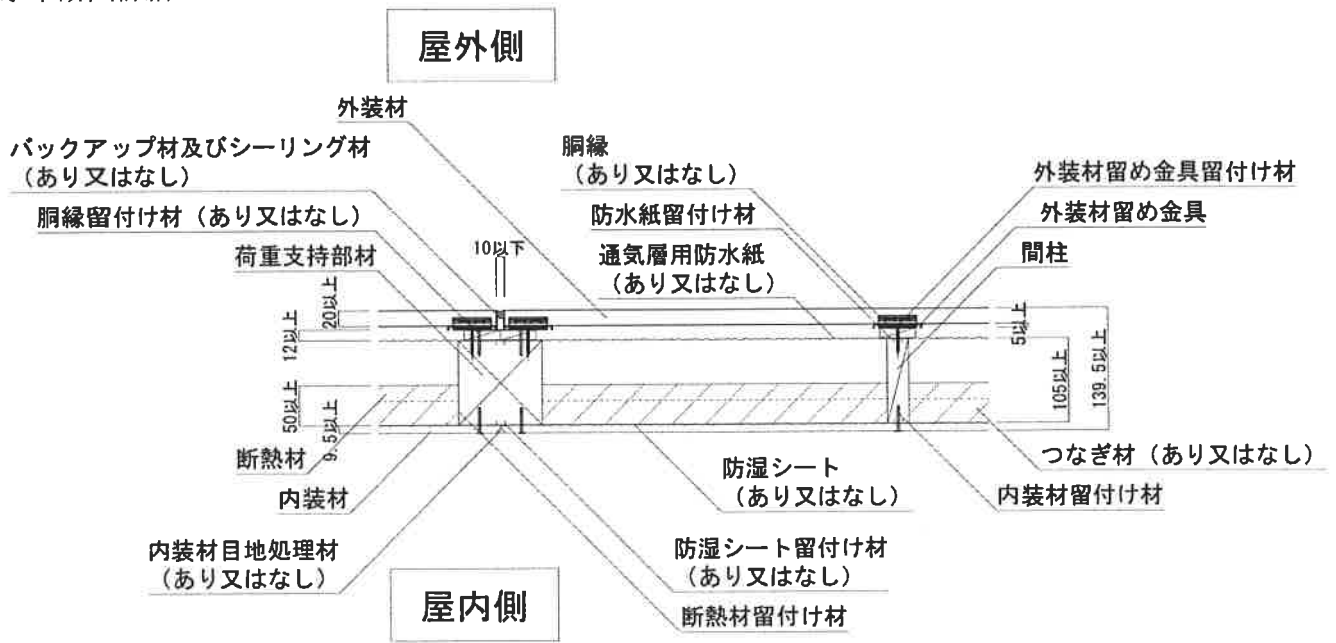 屋外側
外装材
バックアップ材及びシーリング材
（あり又はなし）
胴縁
（あり又はなし）
外装材留め金具留付け材
胴縁留付け材（あり又はなし）
防水紙留付け材
外装材留め金具
荷重支持部材
10以下
通気層用防水紙
（あり又はなし）
間柱
20以上
12以上
50以上
9.5以上
5以上
105以上
139.5以上
断熱材
内装材
防湿シート
（あり又はなし）
つなぎ材（あり又はなし）
内装材留付け材
内装材目地処理材
（あり又はなし）
防湿シート留付け材
（あり又はなし）
断熱材留付け材
屋内側